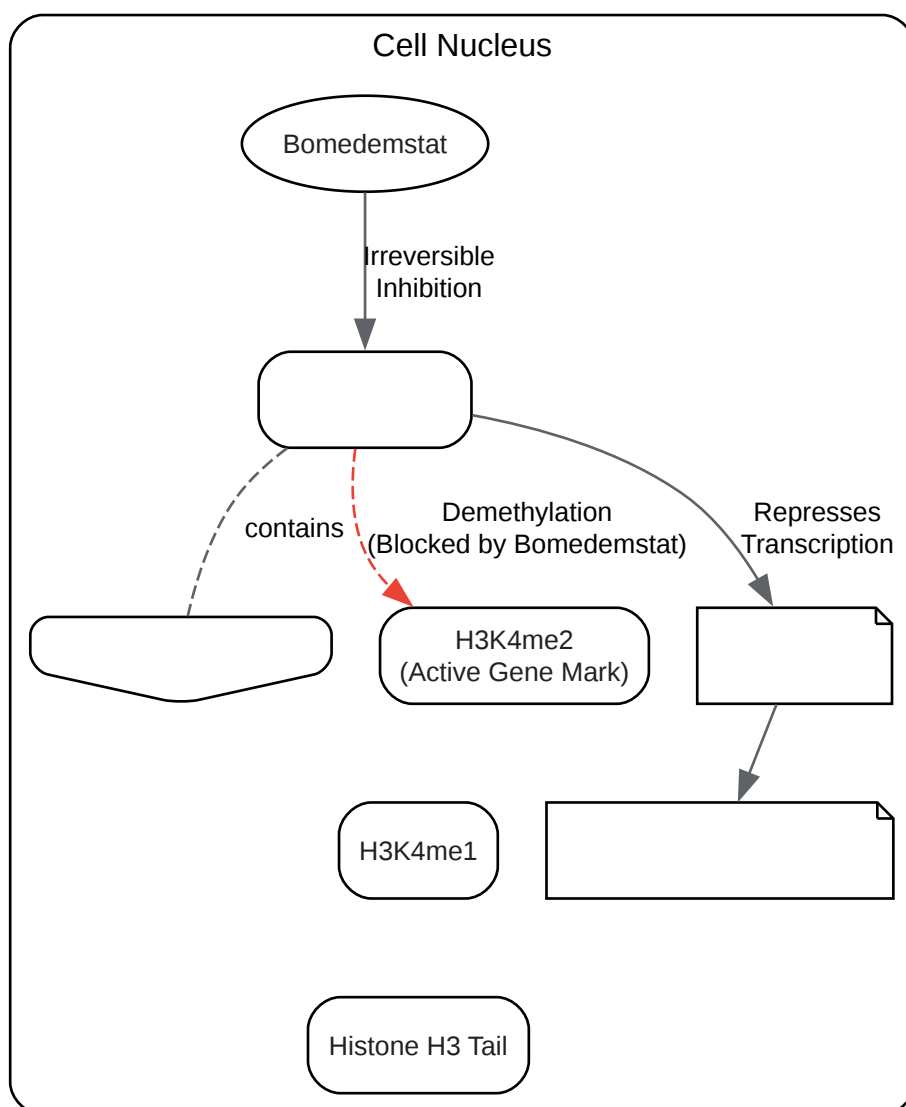 Cell Nucleus
Bomedemstat
Irreversible
Inhibition
contains
Demethylation
(Blocked by Bomedemstat)
Represses
Transcription
H3K4me2
(Active Gene Mark)
H3K4me1
Histone H3 Tail